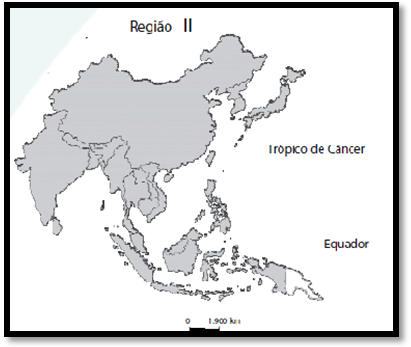 Região II
Trópico de Câncer
Equador
0 1.900 km